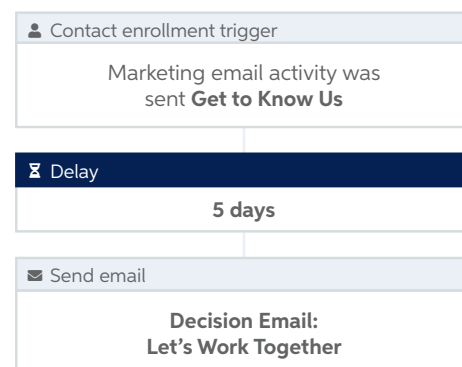 Contact enrollment trigger
Marketing email activity was
sent Get to Know Us
Delay
5 days
Send email
Decision Email:
Let’s Work Together